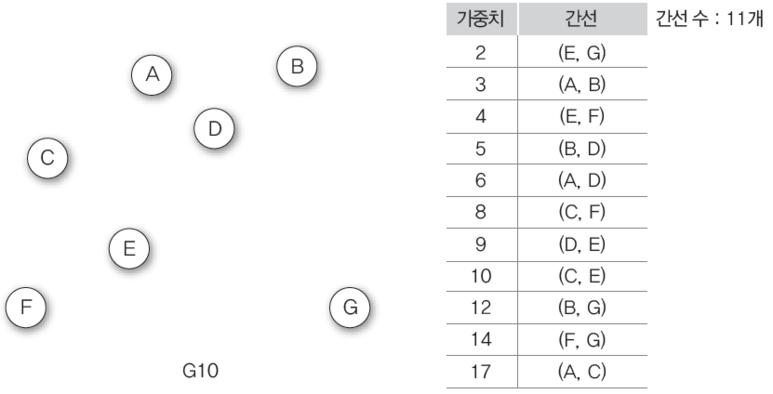 A
B
C
D
E
F
G
G10
가중치 간선 간선 수 : 11개
2 (E, G)
3 (A, B)
4 (E, F)
5 (B, D)
6 (A, D)
8 (C, F)
9 (D, E)
10 (C, E)
12 (B, G)
14 (F, G)
17 (A, C)